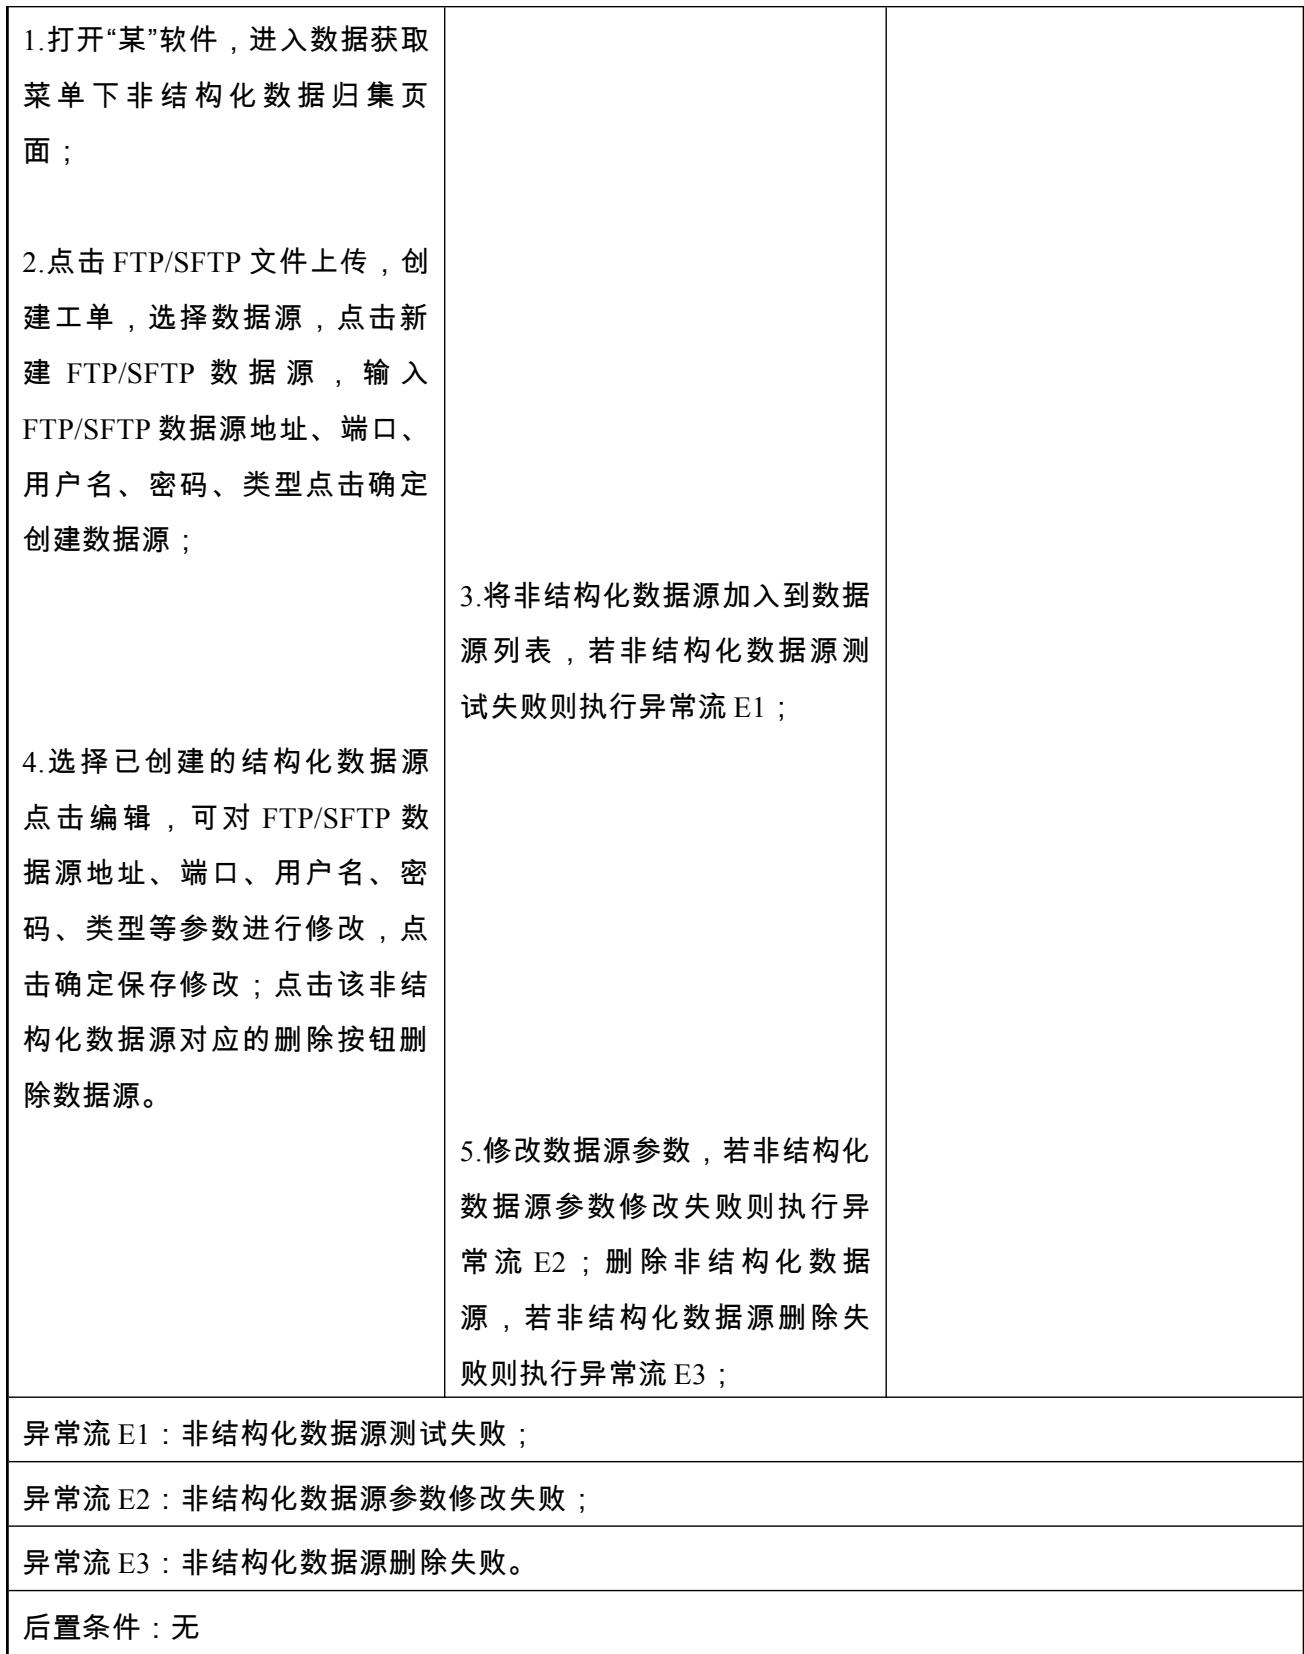 1.打开“某”软件，进入数据获取
菜单下非结构化数据归集页
面；
2.点击 FTP/SFTP 文件上传，创
建工单，选择数据源，点击新
建 FTP/SFTP 数据源，输入
FTP/SFTP 数据源地址、端口、
用户名、密码、类型点击确定
创建数据源；
3.将非结构化数据源加入到数据
源列表，若非结构化数据源测
试失败则执行异常流 E1；
4.选择已创建的结构化数据源
点击编辑，可对 FTP/SFTP 数
据源地址、端口、用户名、密
码、类型等参数进行修改，点
击确定保存修改；点击该非结
构化数据源对应的删除按钮删
除数据源。
5.修改数据源参数，若非结构化
数据源参数修改失败则执行异
常流 E2；删除非结构化数据
源，若非结构化数据源删除失
败则执行异常流 E3；
异常流 E1：非结构化数据源测试失败；
异常流 E2：非结构化数据源参数修改失败；
异常流 E3：非结构化数据源删除失败。
后置条件：无